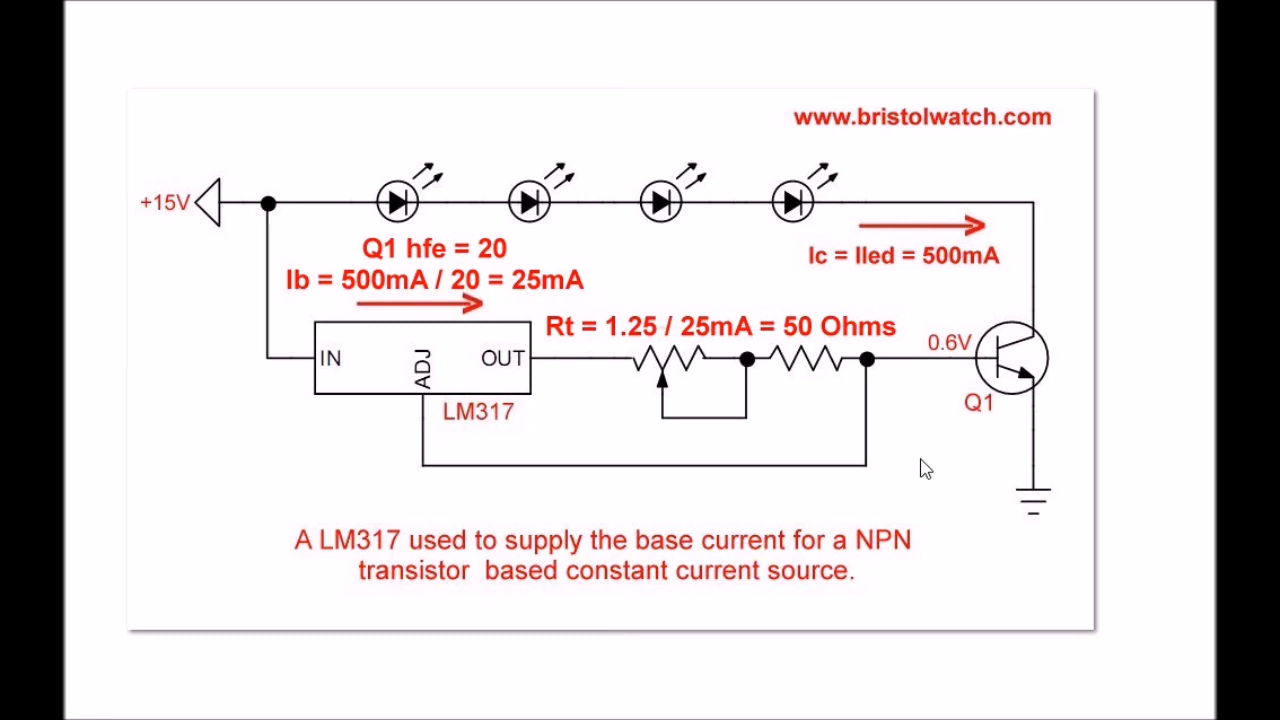 www.bristolwatch.com
+15V
Q1 hfe = 20
Ib = 500mA / 20 = 25mA
Ic = Iled = 500mA
Rt = 1.25 / 25mA = 50 Ohms
0.6V
IN
ADJ
OUT
LM317
Q1
A LM317 used to supply the base current for a NPN
transistor based constant current source.